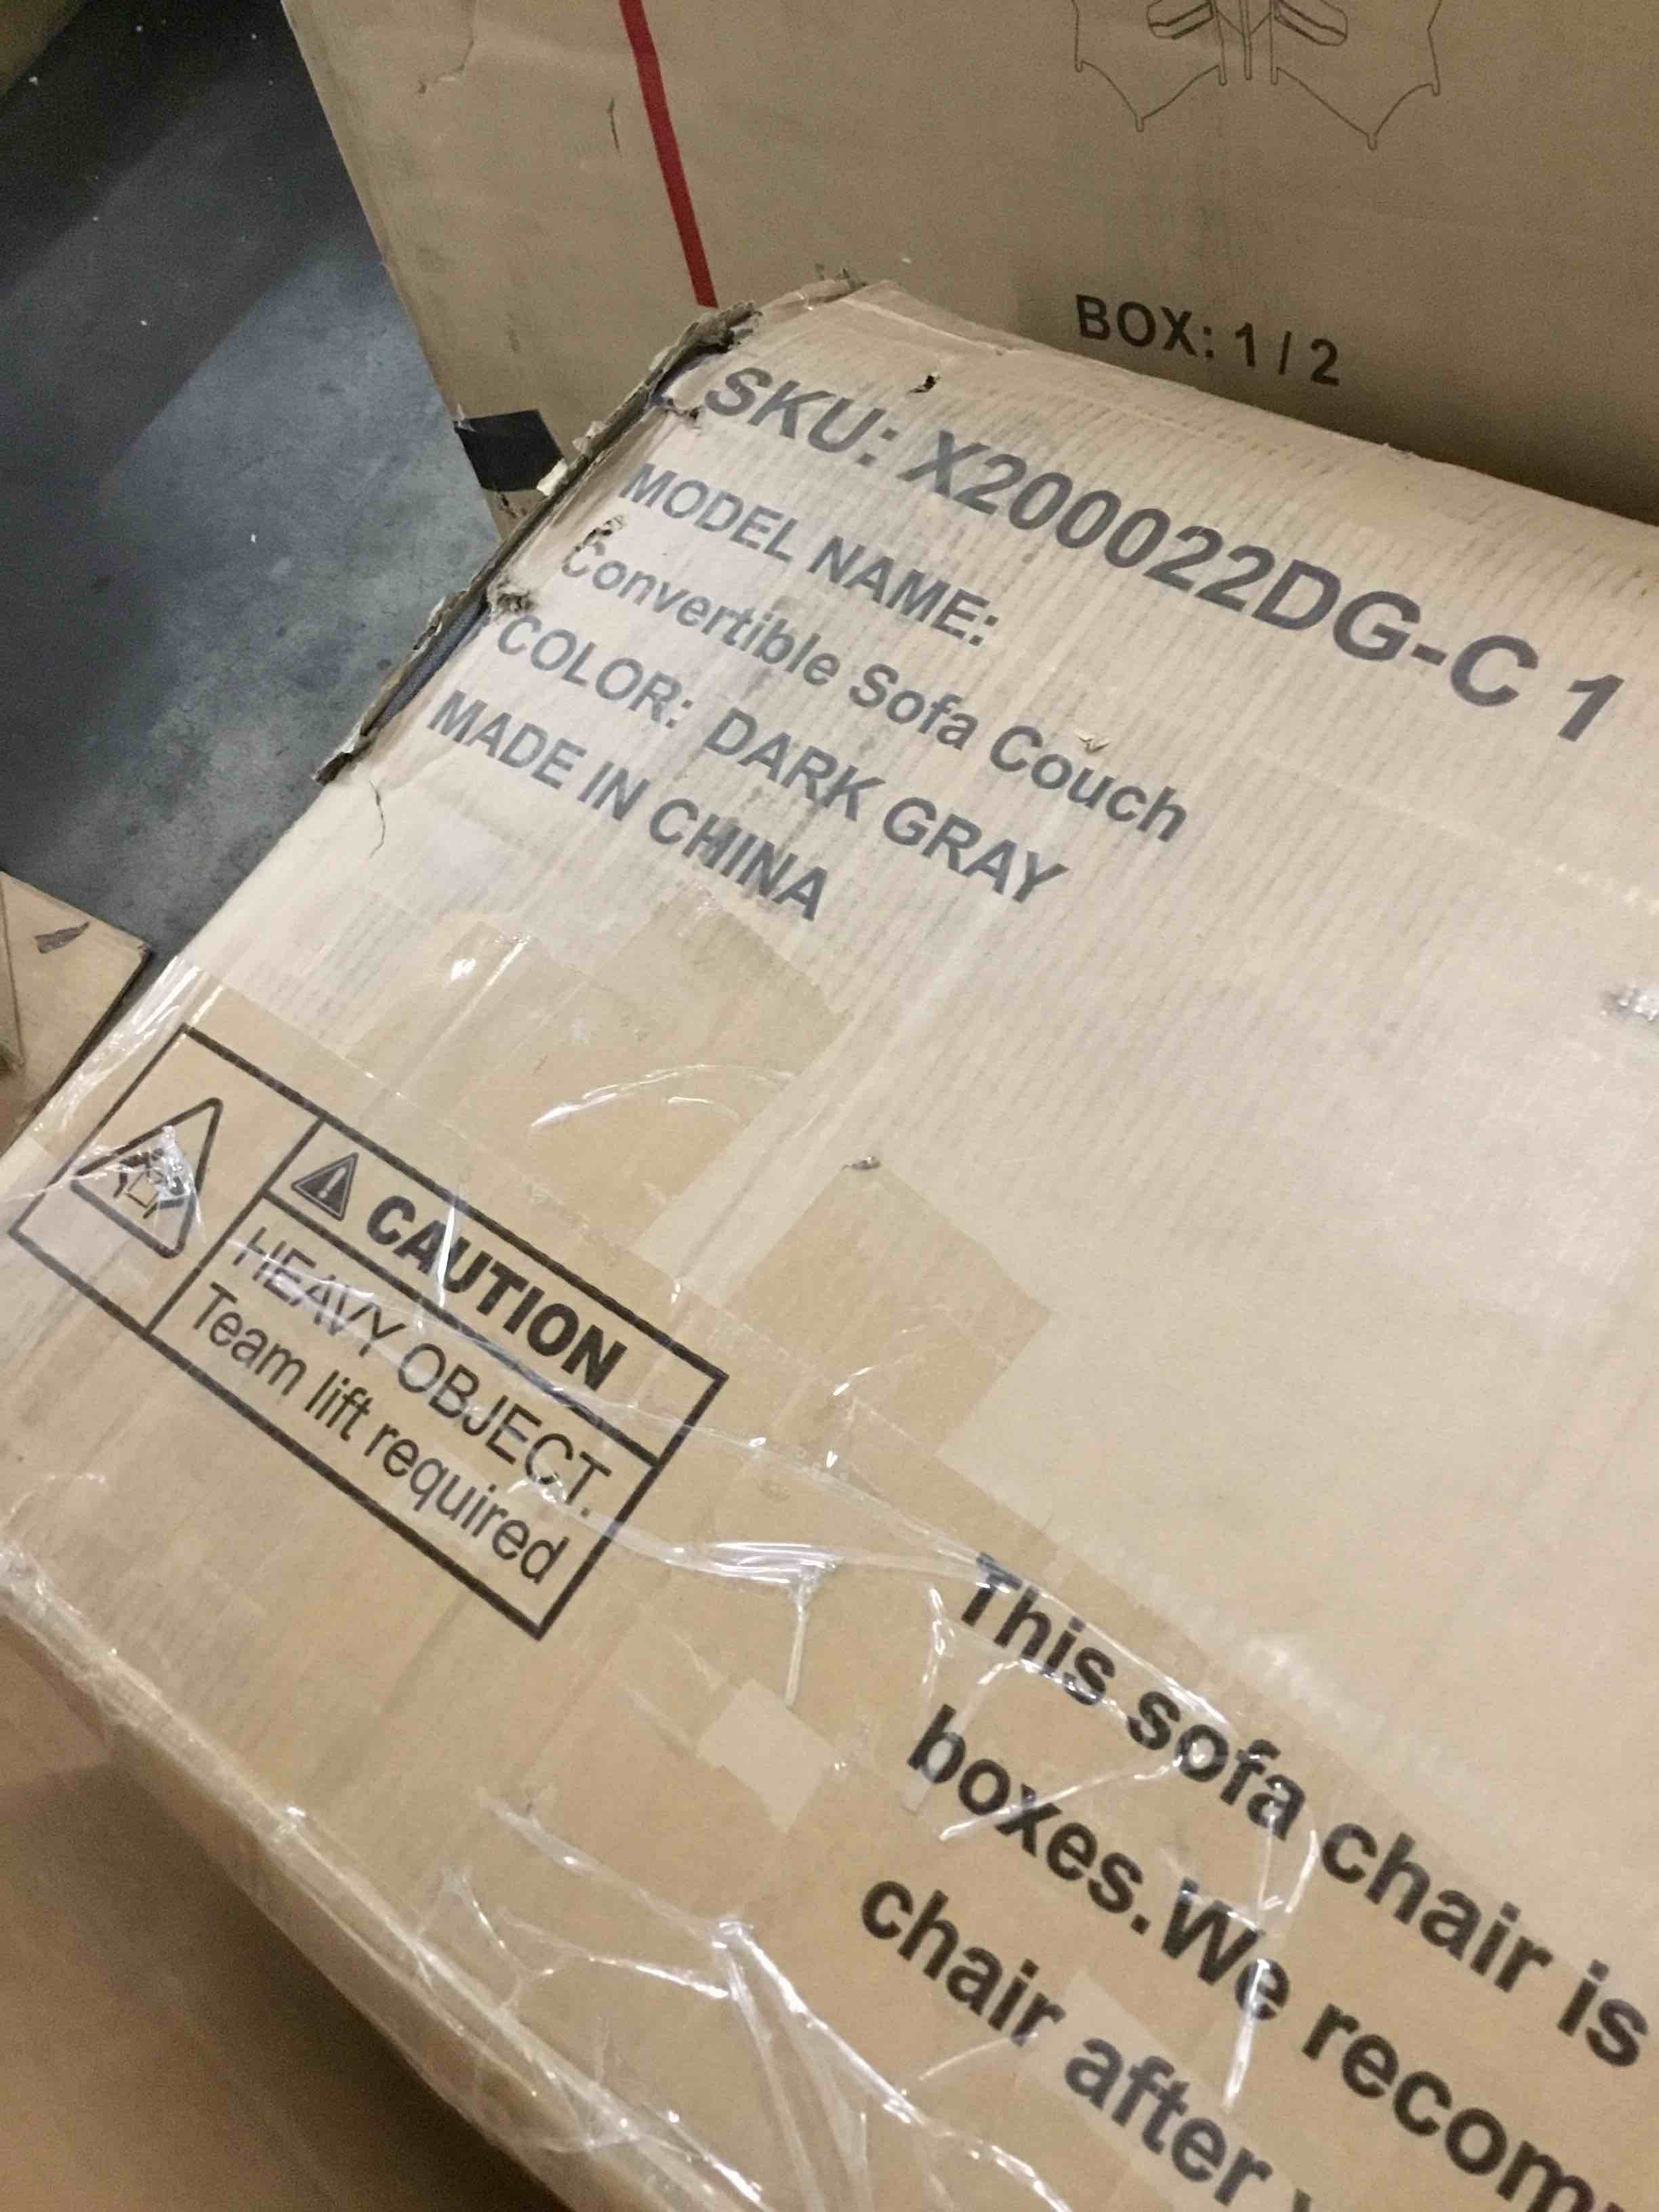 BOX: 1 / 2
SKU: X200022DG-C 1
MODEL NAME:
Convertible Sofa Couch
COLOR: DARK GRAY
MADE IN CHINA
CAUTION
HEAVY OBJECT.
Team lift required
This sofa chair is
boxes.We recom
chair after